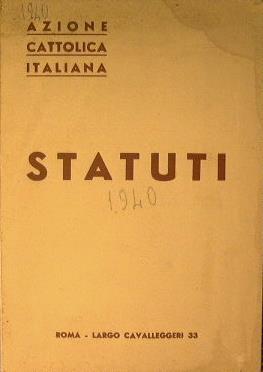 1940
AZIONE
CATTOLICA
ITALIANA
STATUTI
1940
ROMA - LARGO CAVALLEGGERI 33